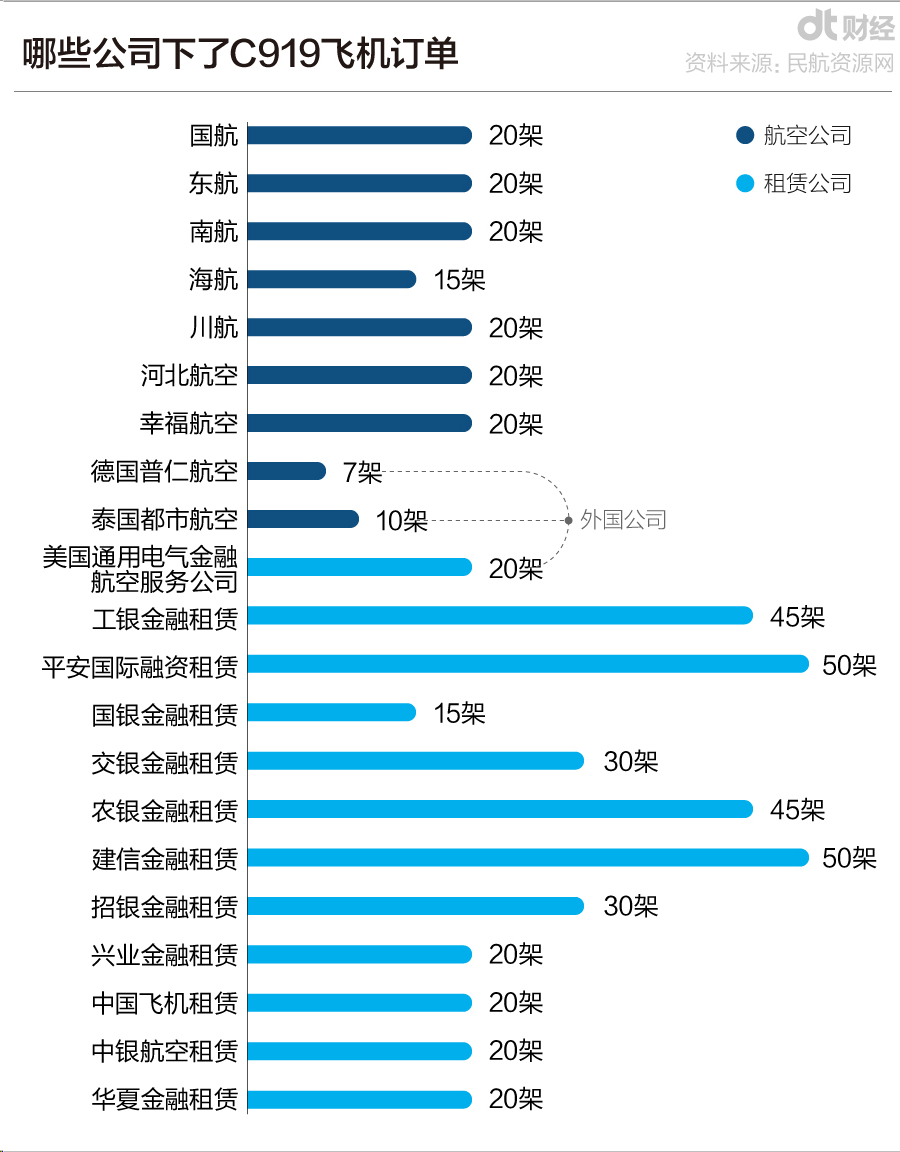 dt财经
哪些公司下了C919飞机订单
资料来源：民航资源网
国航 20架
航空公司
东航 20架
租赁公司
南航 20架
海航 15架
川航 20架
河北航空 20架
幸福航空 20架
德国普仁航空 7架
泰国都市航空 10架
外国公司
美国通用电气金融
航空服务公司 20架
工银金融租赁 45架
平安国际融资租赁 50架
国银金融租赁 15架
交银金融租赁 30架
农银金融租赁 45架
建信金融租赁 50架
招银金融租赁 30架
兴业金融租赁 20架
中国飞机租赁 20架
中银航空租赁 20架
华夏金融租赁 20架